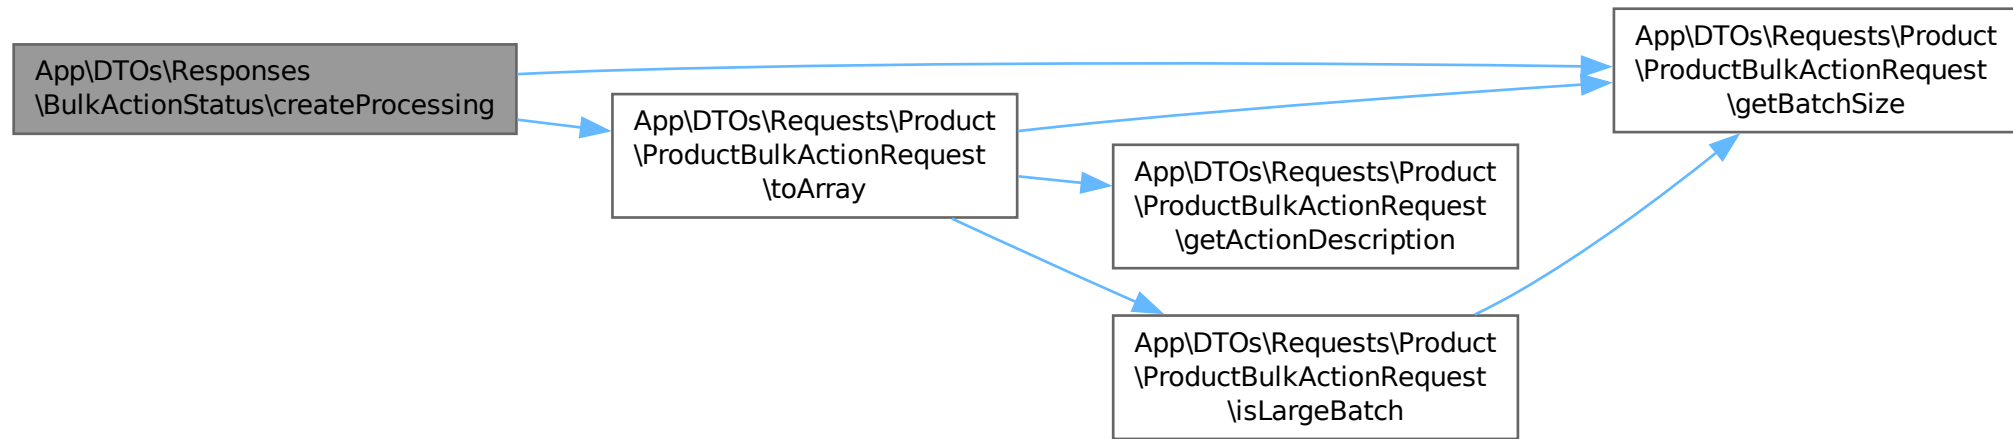 App\DTOs\Responses
\BulkActionStatus\createProcessing
App\DTOs\Requests\Product
\ProductBulkActionRequest
\toArray
App\DTOs\Requests\Product
\ProductBulkActionRequest
\getActionDescription
App\DTOs\Requests\Product
\ProductBulkActionRequest
\isLargeBatch
App\DTOs\Requests\Product
\ProductBulkActionRequest
\getBatchSize